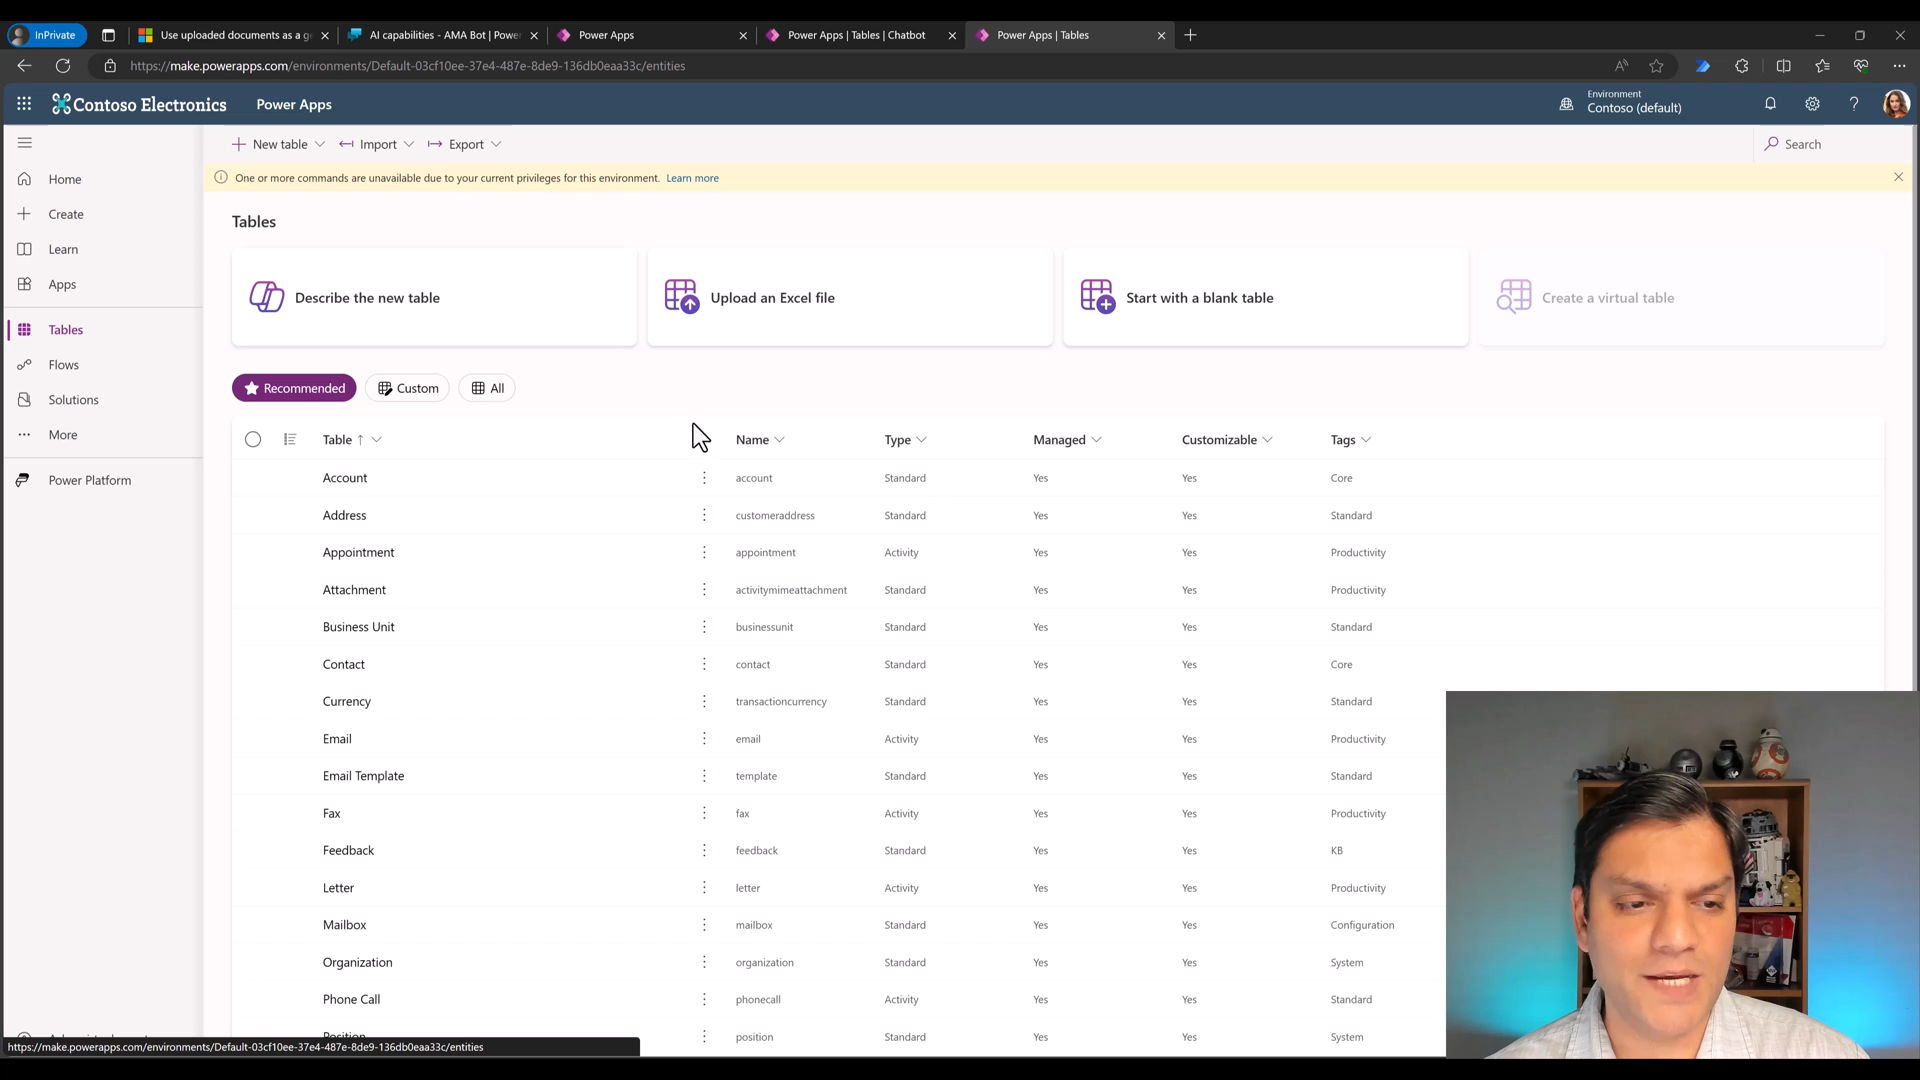 InPrivate
Use uploaded documents as a ge
AI capabilities - AMA Bot | Power
Power Apps
Power Apps | Tables | Chatbot
Power Apps | Tables
https://make.powerapps.com/environments/Default-03cf10ee-37e4-487e-8de9-136db0eaa33c/entities
Contoso Electronics
Power Apps
Environment
Contoso (default)
New table
Import
Export
Search
One or more commands are unavailable due to your current privileges for this environment. Learn more
Home
Create
Learn
Apps
Tables
Flows
Solutions
More
Power Platform
Tables
Describe the new table
Upload an Excel file
Start with a blank table
Create a virtual table
Recommended
Custom
All
Table Name Type Managed Customizable Tags
Account account Standard Yes Yes Core
Address customeraddress Standard Yes Yes Standard
Appointment appointment Activity Yes Yes Productivity
Attachment activitymimeattachment Standard Yes Yes Productivity
Business Unit businessunit Standard Yes Yes Standard
Contact contact Standard Yes Yes Core
Currency transactioncurrency Standard Yes Yes Standard
Email email Activity Yes Yes Productivity
Email Template template Standard Yes Yes Standard
Fax fax Activity Yes Yes Productivity
Feedback feedback Standard Yes Yes KB
Letter letter Activity Yes Yes Productivity
Mailbox mailbox Standard Yes Yes Configuration
Organization organization Standard Yes Yes System
Phone Call phonecall Activity Yes Yes Standard
Position position Standard Yes Yes System
https://make.powerapps.com/environments/Default-03cf10ee-37e4-487e-8de9-136db0eaa33c/entities